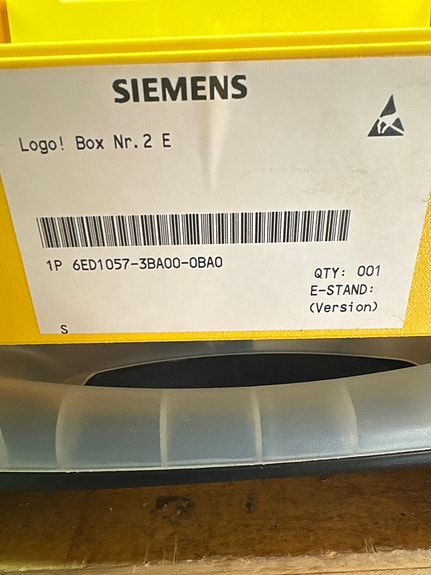 SIEMENS
Logo! Box Nr.2 E
1P 6ED1057-3BA00-0BA0
QTY: 001
E-STAND:
(Version)
S